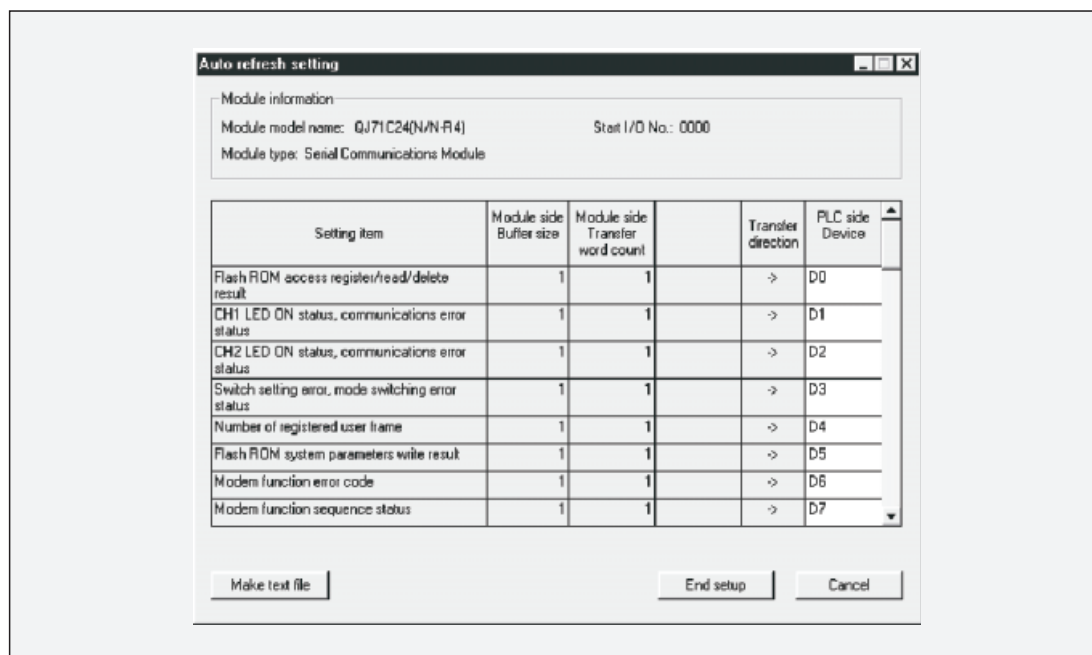 Auto refresh setting
Module information
Module model name: QJ71C24(N/N-R4) Start I/O No.: 0000
Module type: Serial Communications Module
Setting item Module side Buffer size Module side Transfer word count Transfer direction PLC side Device
Flash ROM access register/read/delete result 1 1 -> D0
CH1 LED ON status, communications error status 1 1 -> D1
CH2 LED ON status, communications error status 1 1 -> D2
Switch setting error, mode switching error status 1 1 -> D3
Number of registered user frame 1 1 -> D4
Flash ROM system parameters write result 1 1 -> D5
Modem function error code 1 1 -> D6
Modem function sequence status 1 1 -> D7
Make text file End setup Cancel